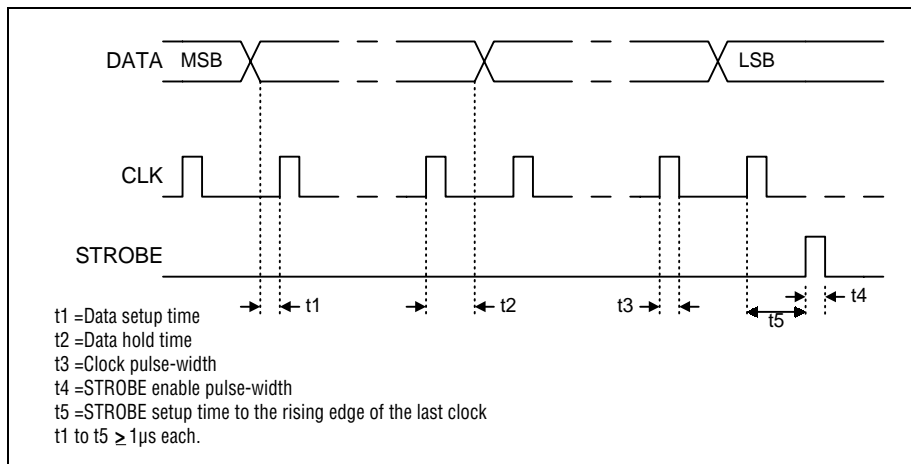 DATA MSB LSB
CLK
STROBE
t1 t2 t3 t4
t5
t1 =Data setup time
t2 =Data hold time
t3 =Clock pulse-width
t4 =STROBE enable pulse-width
t5 =STROBE setup time to the rising edge of the last clock
t1 to t5 ≥ 1μs each.